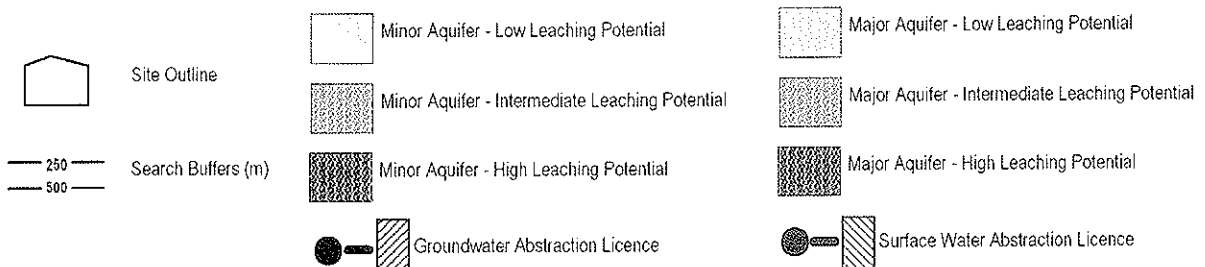 Site Outline
250
500
Search Buffers (m)
Minor Aquifer - Low Leaching Potential
Minor Aquifer - Intermediate Leaching Potential
Minor Aquifer - High Leaching Potential
Groundwater Abstraction Licence
Major Aquifer - Low Leaching Potential
Major Aquifer - Intermediate Leaching Potential
Major Aquifer - High Leaching Potential
Surface Water Abstraction Licence